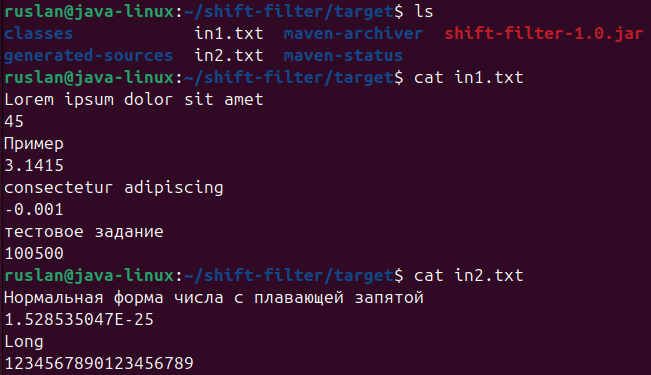 ruslan@java-linux:~/shift-filter/target$ ls
classes in1.txt maven-archiver shift-filter-1.0.jar
generated-sources in2.txt maven-status
ruslan@java-linux:~/shift-filter/target$ cat in1.txt
Lorem ipsum dolor sit amet
45
Пример
3.1415
consectetur adipiscing
-0.001
тестовое задание
100500
ruslan@java-linux:~/shift-filter/target$ cat in2.txt
Нормальная форма числа с плавающей запятой
1.528535047E-25
Long
1234567890123456789